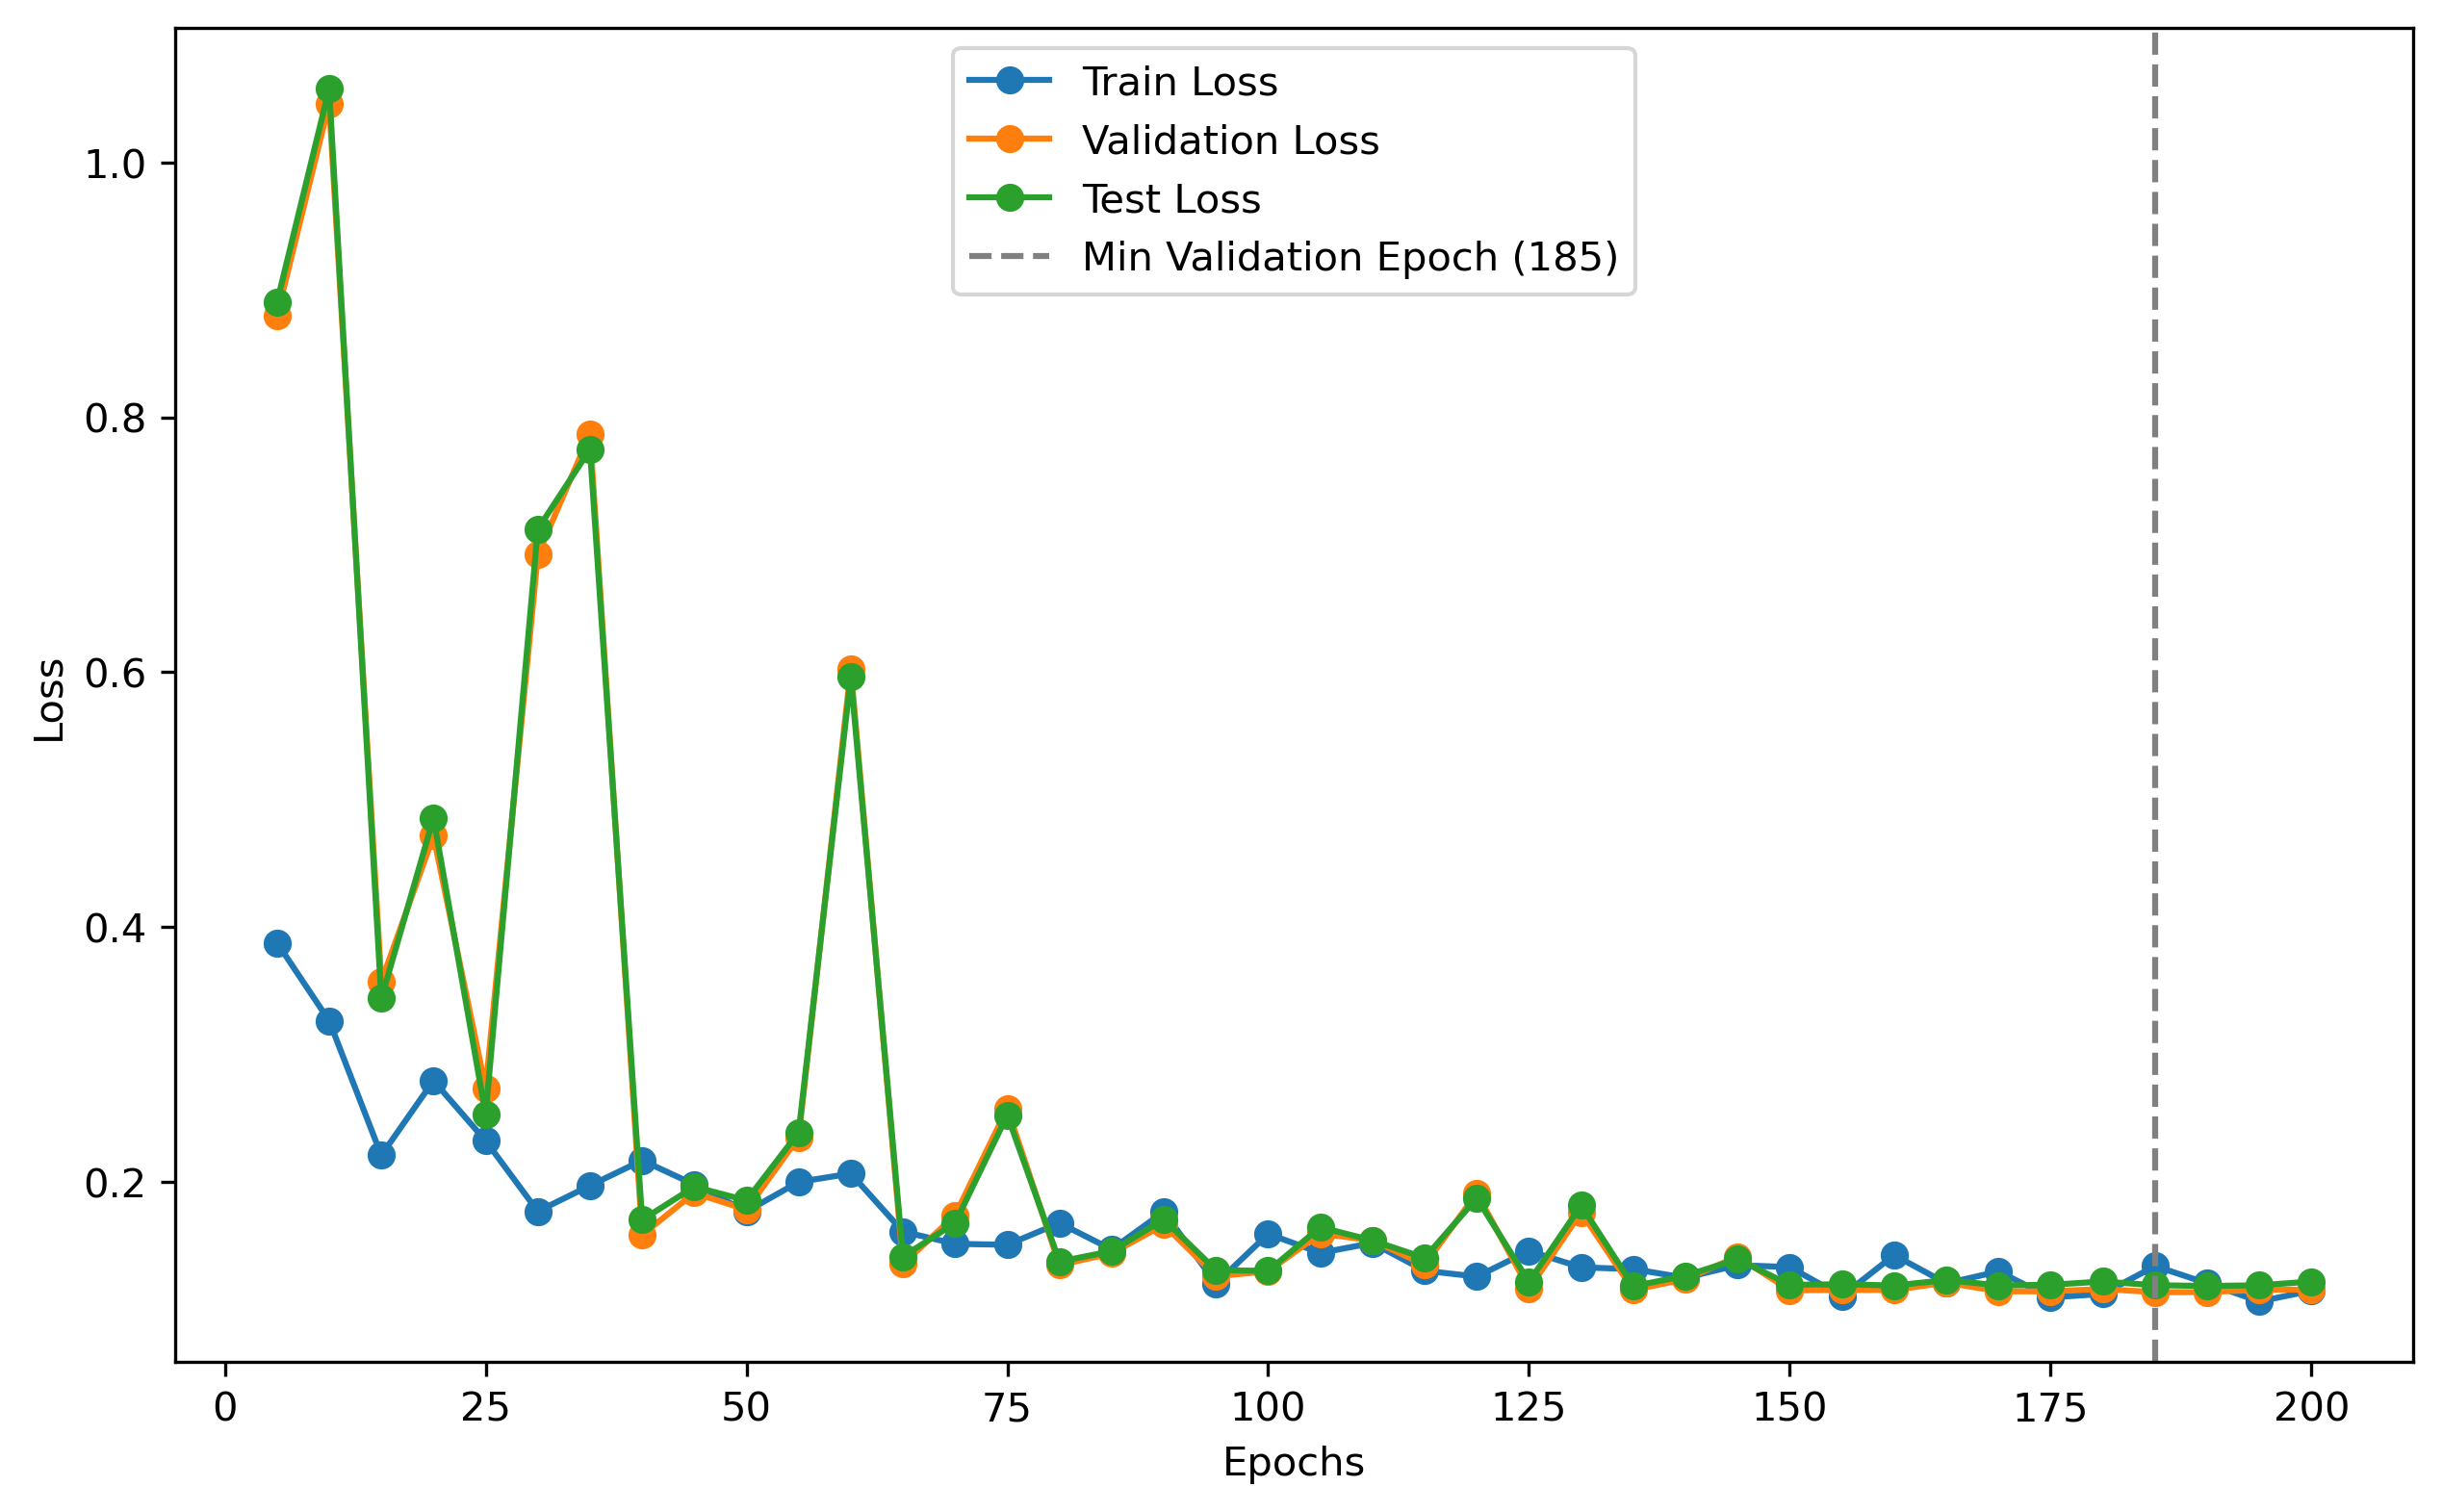 Train Loss
Validation Loss
Test Loss
Min Validation Epoch (185)
Loss
1.0
0.8
0.6
0.4
0.2
0 25 50 75 100 125 150 175 200
Epochs